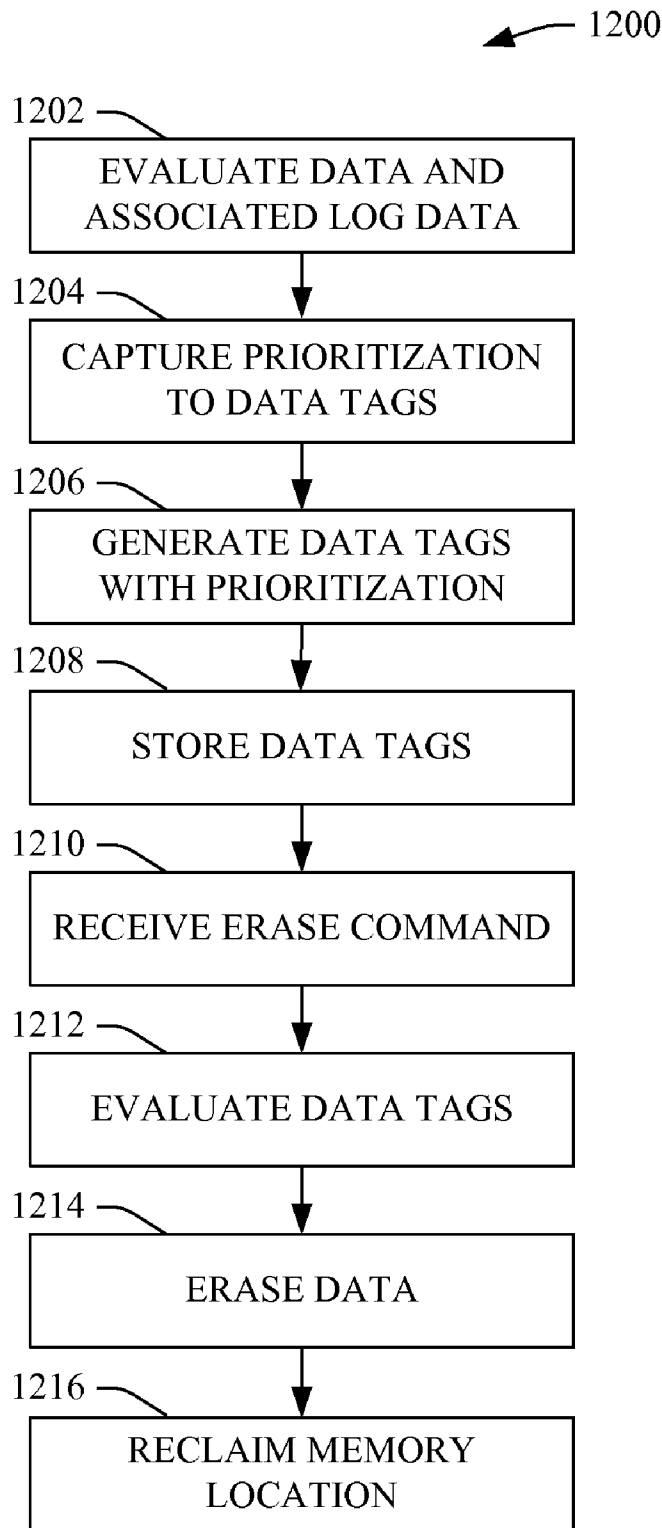 1200
1202
EVALUATE DATA AND
ASSOCIATED LOG DATA
1204
CAPTURE PRIORITIZATION
TO DATA TAGS
1206
GENERATE DATA TAGS
WITH PRIORITIZATION
1208
STORE DATA TAGS
1210
RECEIVE ERASE COMMAND
1212
EVALUATE DATA TAGS
1214
ERASE DATA
1216
RECLAIM MEMORY
LOCATION